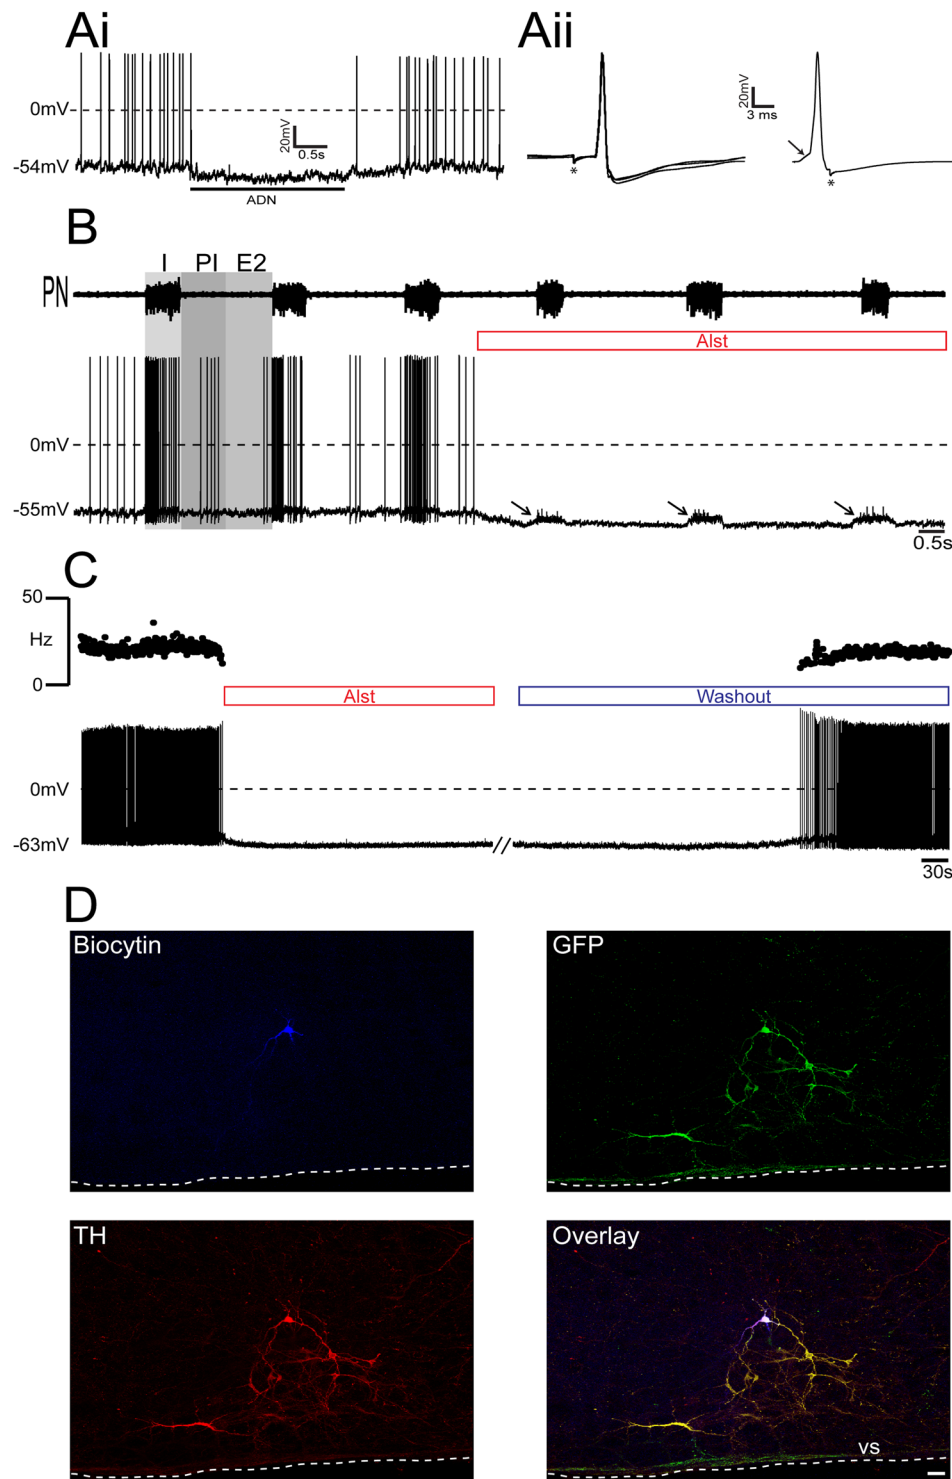 Ai
Aii
0mV
-54mV
20mV
0.5s
ADN
20mV
3 ms
*
*
B
I PI E2
PN
Alst
0mV
-55mV
0.5s
C
50
Hz
0
Alst
Washout
0mV
-63mV
//
30s
D
Biocytin
GFP
TH
Overlay
vs